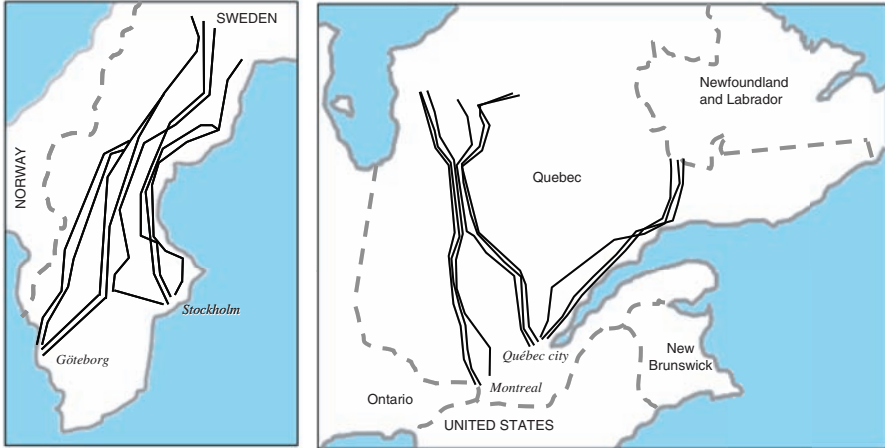 SWEDEN
NORWAY
Stockholm
Göteborg
Newfoundland
and Labrador
Quebec
Québec city
New
Brunswick
Montreal
Ontario
UNITED STATES